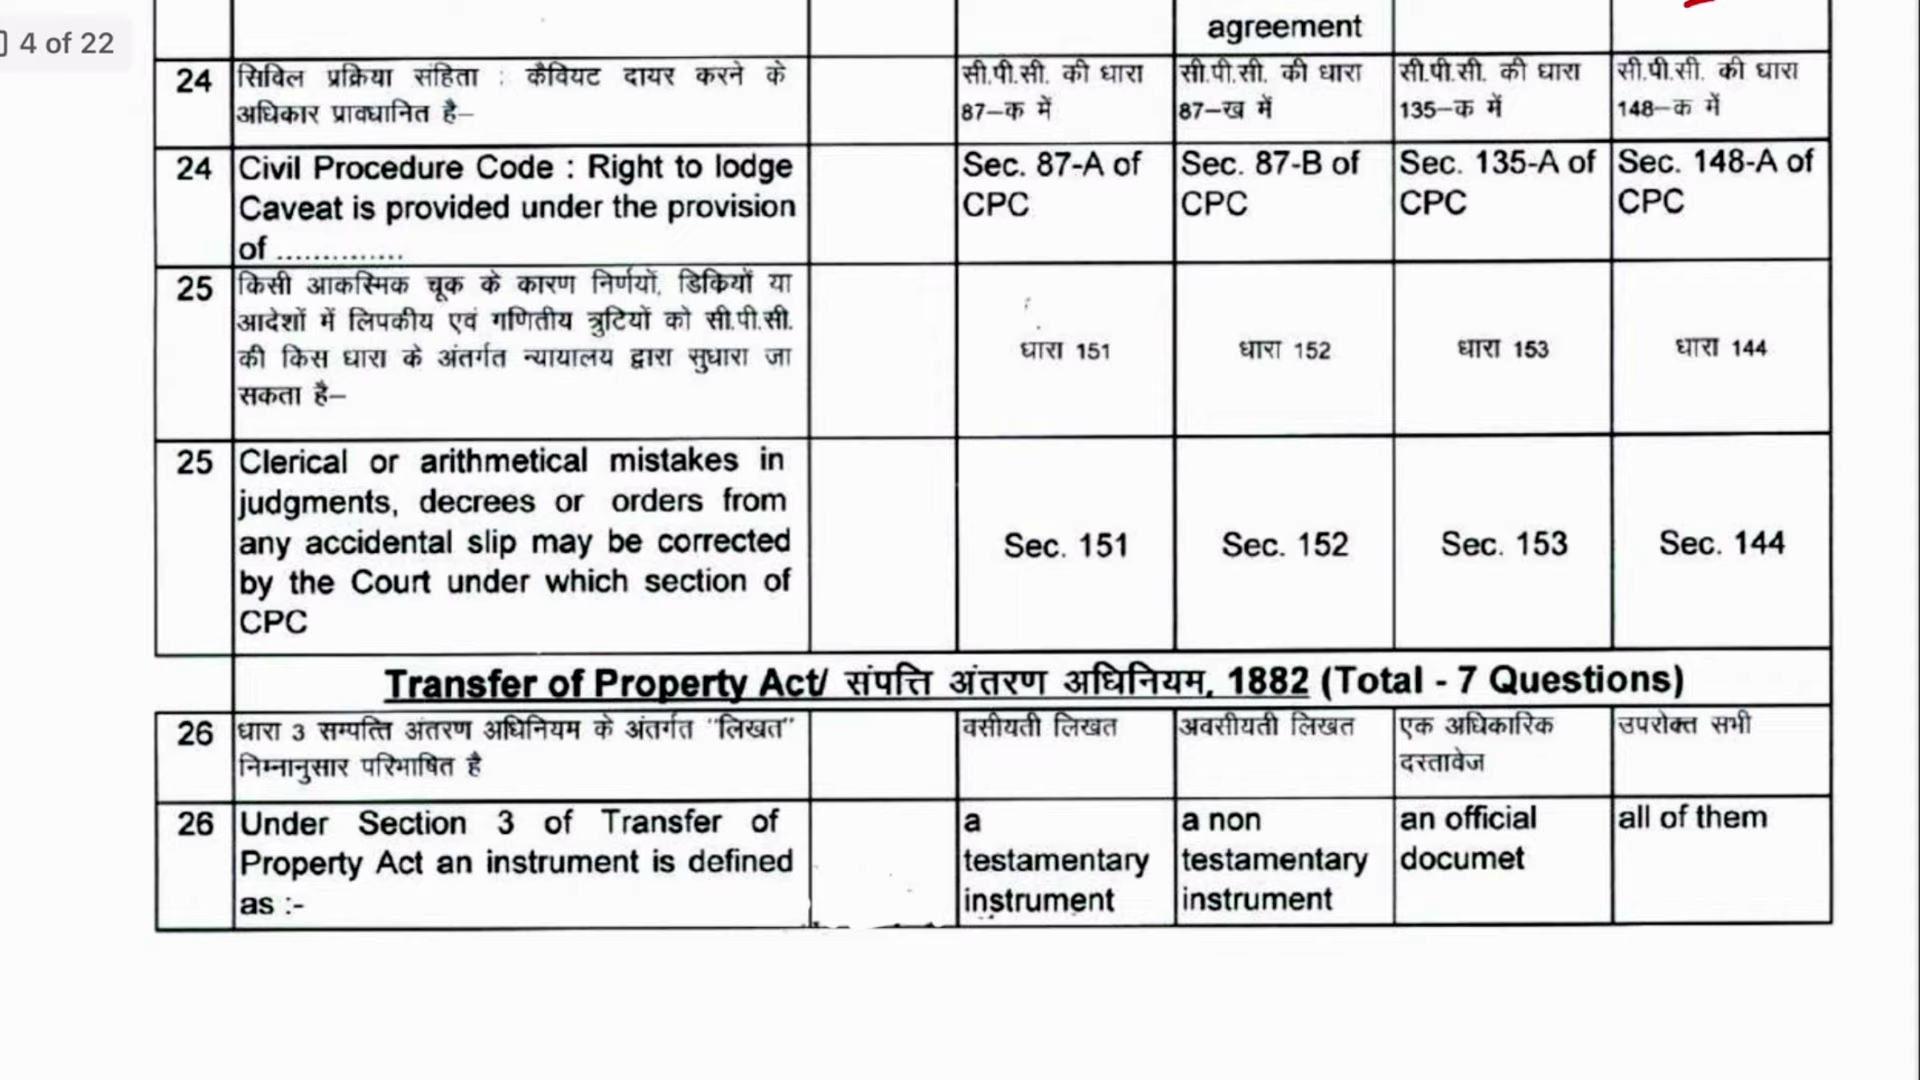 4 of 22
agreement
24 सिविल प्रक्रिया संहिता : कैवियट दायर करने के
अधिकार प्रावधानित है–
सी.पी.सी. की धारा
87–क में
सी.पी.सी. की धारा
87–ख में
सी.पी.सी. की धारा
135–क में
सी.पी.सी. की धारा
148–क में
24 Civil Procedure Code : Right to lodge
Caveat is provided under the provision
of ..............
Sec. 87-A of
CPC
Sec. 87-B of
CPC
Sec. 135-A of
CPC
Sec. 148-A of
CPC
25 किसी आकस्मिक चूक के कारण निर्णयों, डिकियों या
आदेशों में लिपकीय एवं गणितीय त्रुटियों को सी.पी.सी.
की किस धारा के अंतर्गत न्यायालय द्वारा सुधारा जा
सकता है–
धारा 151
धारा 152
धारा 153
धारा 144
25 Clerical or arithmetical mistakes in
judgments, decrees or orders from
any accidental slip may be corrected
by the Court under which section of
CPC
Sec. 151
Sec. 152
Sec. 153
Sec. 144
Transfer of Property Act/ संपत्ति अंतरण अधिनियम, 1882 (Total - 7 Questions)
26 धारा 3 सम्पत्ति अंतरण अधिनियम के अंतर्गत "लिखत"
निम्नानुसार परिभाषित है
वसीयती लिखत
अवसीयती लिखत
एक अधिकारिक
दस्तावेज
उपरोक्त सभी
26 Under Section 3 of Transfer of
Property Act an instrument is defined
as :-
a
testamentary
instrument
a non
testamentary
instrument
an official
documet
all of them